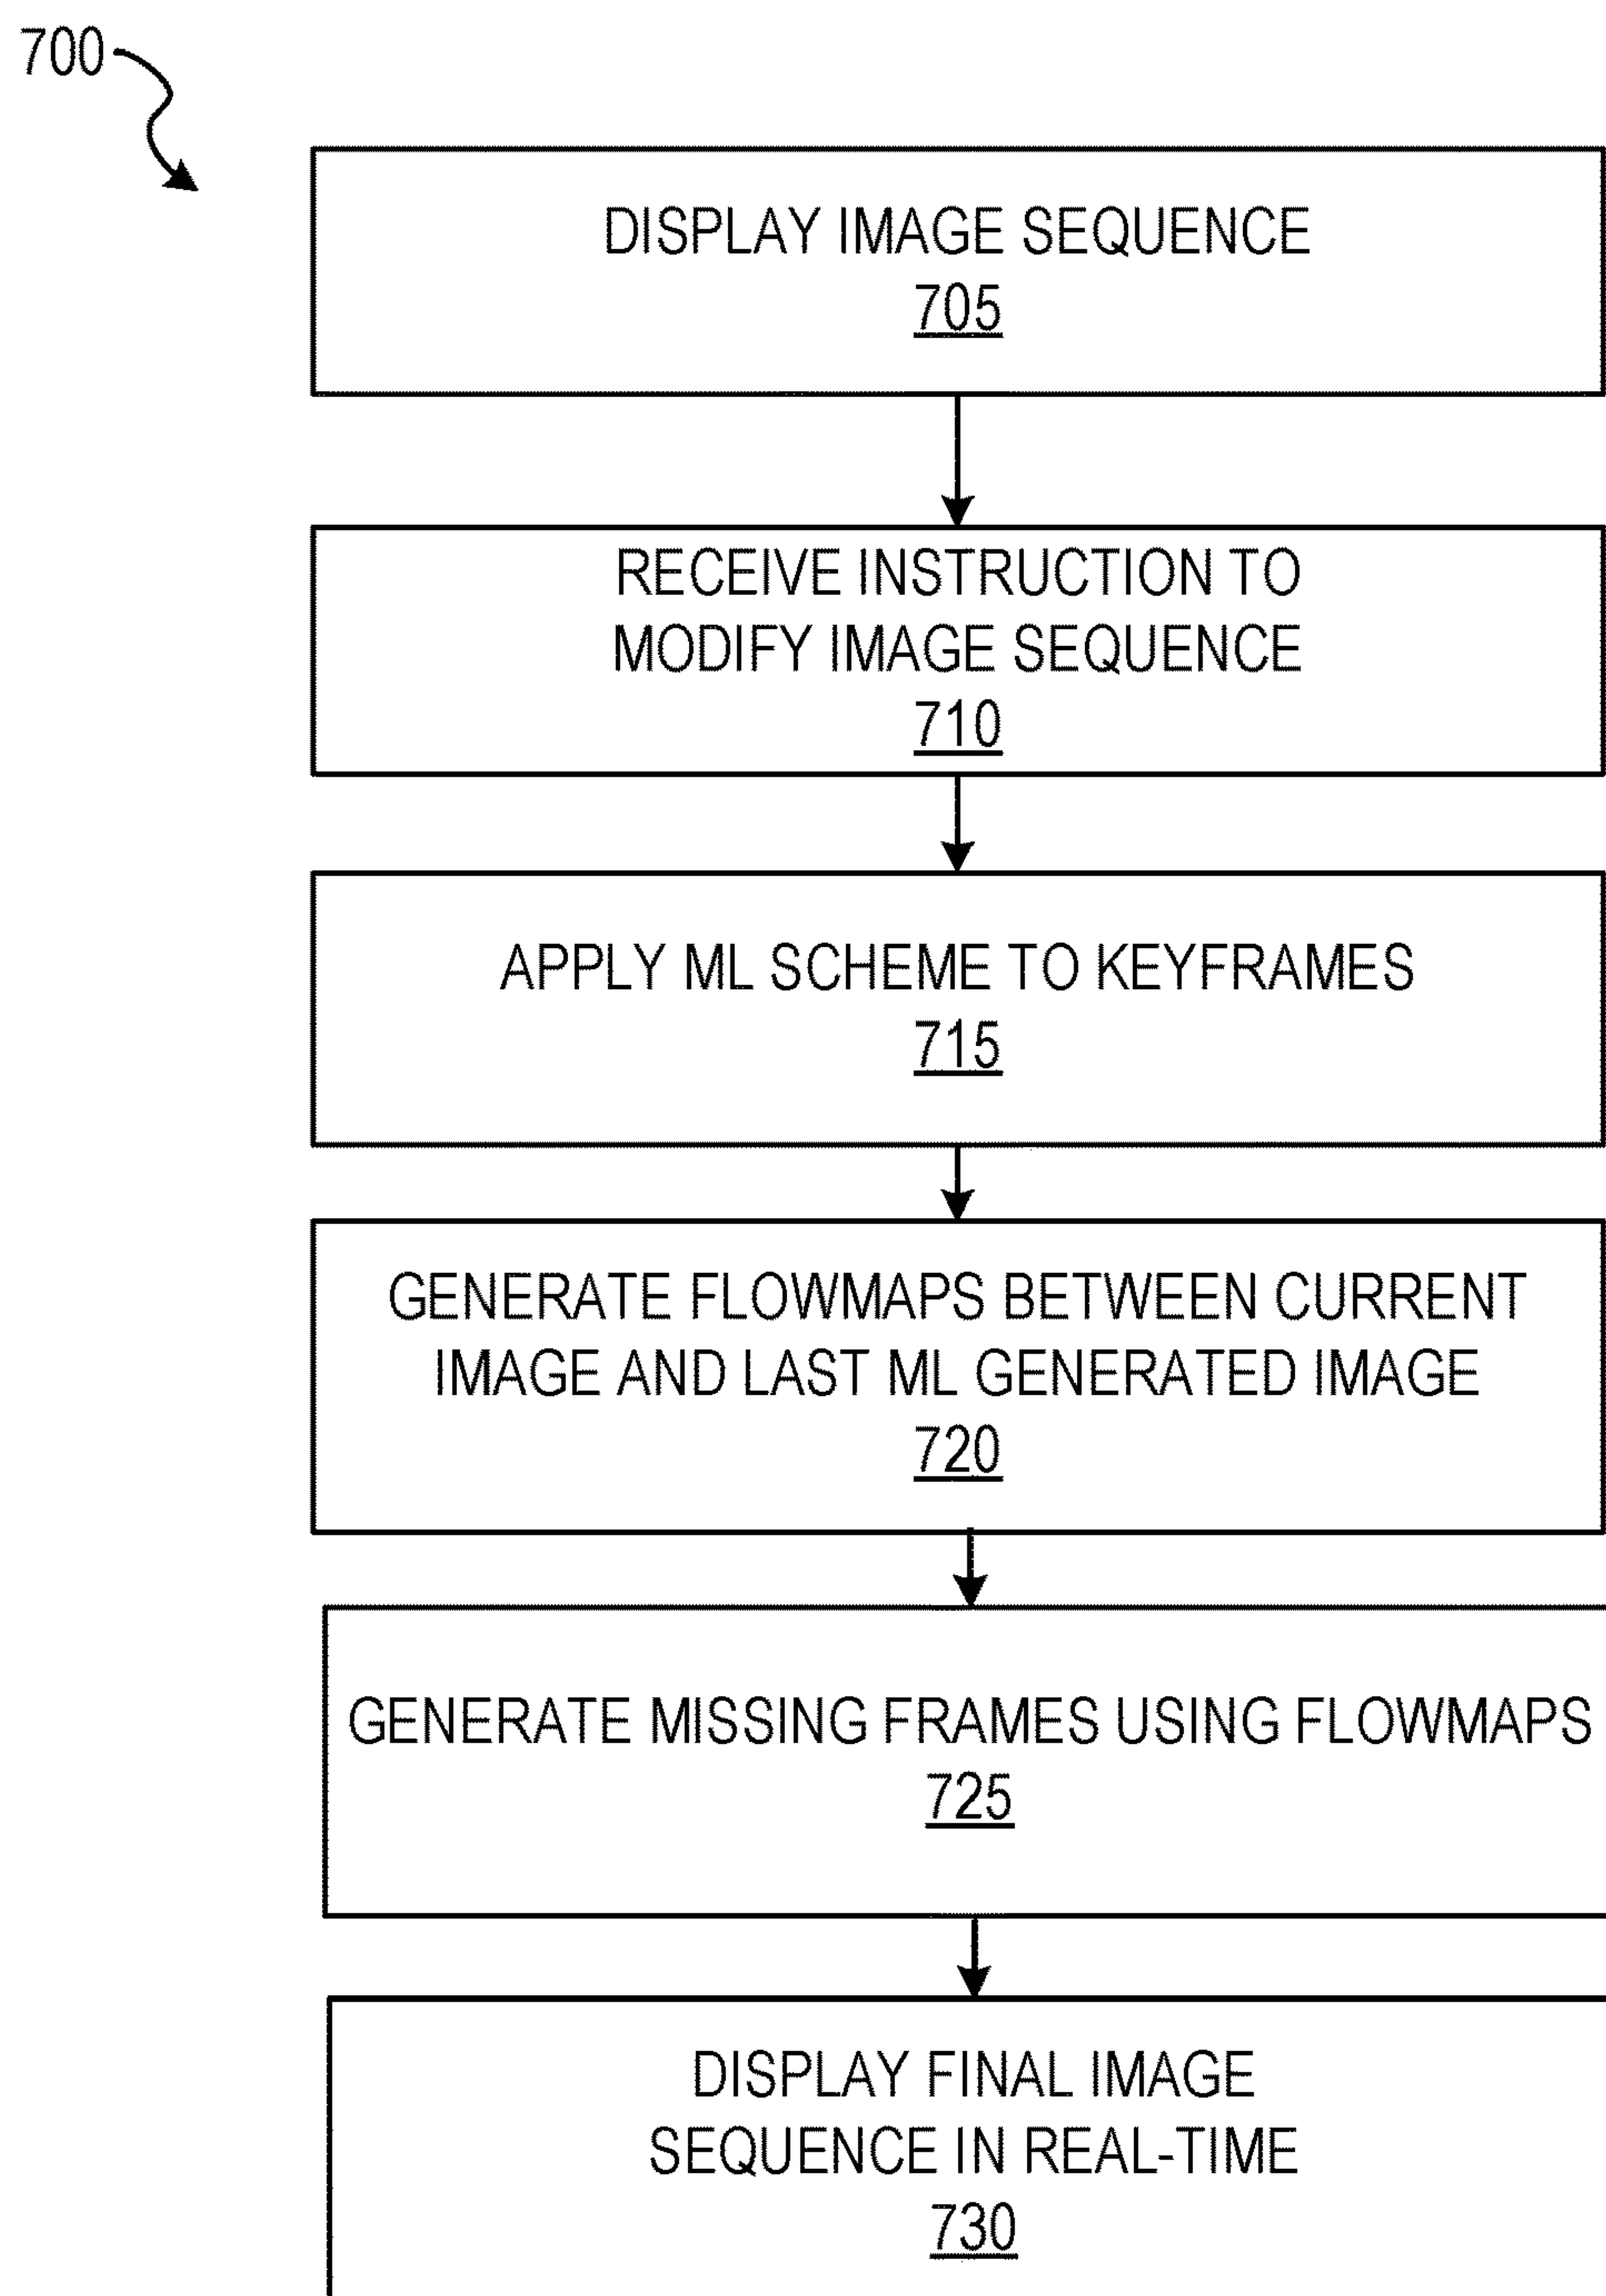 700
DISPLAY IMAGE SEQUENCE
705
RECEIVE INSTRUCTION TO
MODIFY IMAGE SEQUENCE
710
APPLY ML SCHEME TO KEYFRAMES
715
GENERATE FLOWMAPS BETWEEN CURRENT
IMAGE AND LAST ML GENERATED IMAGE
720
GENERATE MISSING FRAMES USING FLOWMAPS
725
DISPLAY FINAL IMAGE
SEQUENCE IN REAL-TIME
730